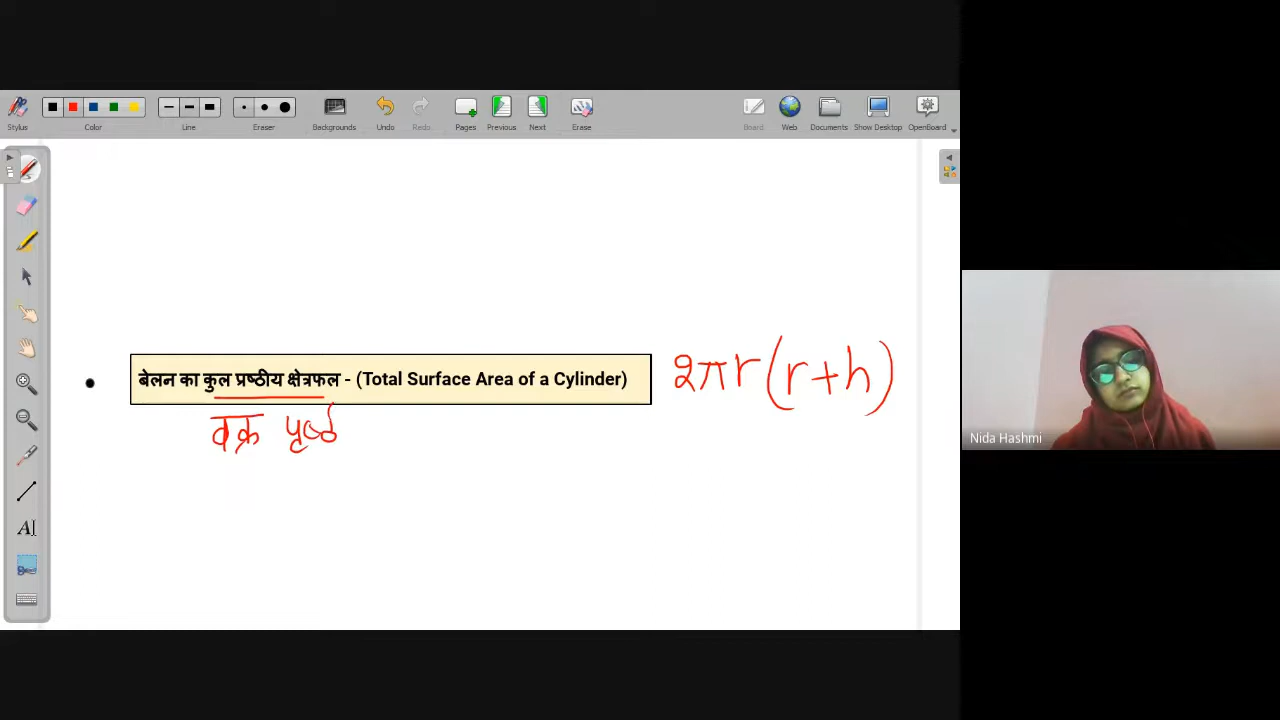 Stylus Color Line Eraser Backgrounds Undo Redo Pages Previous Next Erase Board Web Documents Show Desktop OpenBoard
बेलन का कुल प्रष्ठीय क्षेत्रफल - (Total Surface Area of a Cylinder) 2πr(r+h)
वक्र पृष्ठ
Nida Hashmi